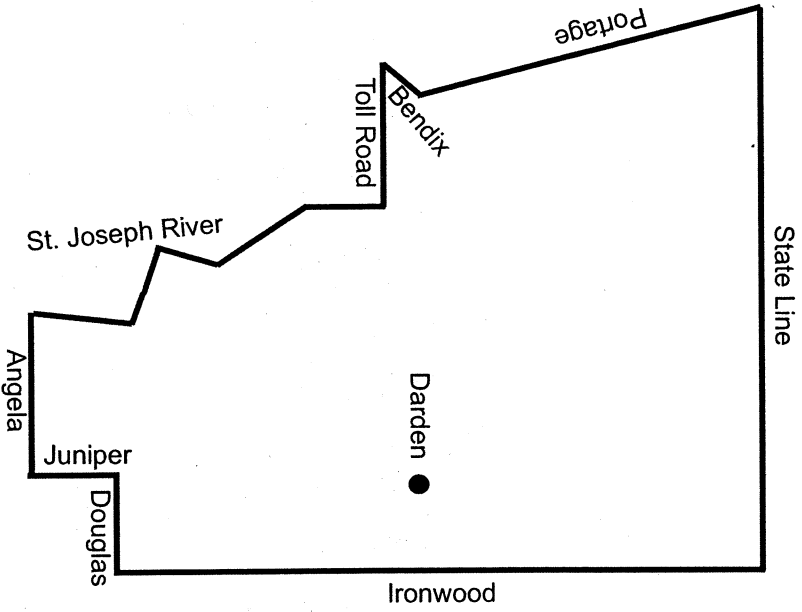 Portage
Bendix
Toll Road
St. Joseph River
State Line
Angela
Darden
Juniper
Douglas
Ironwood